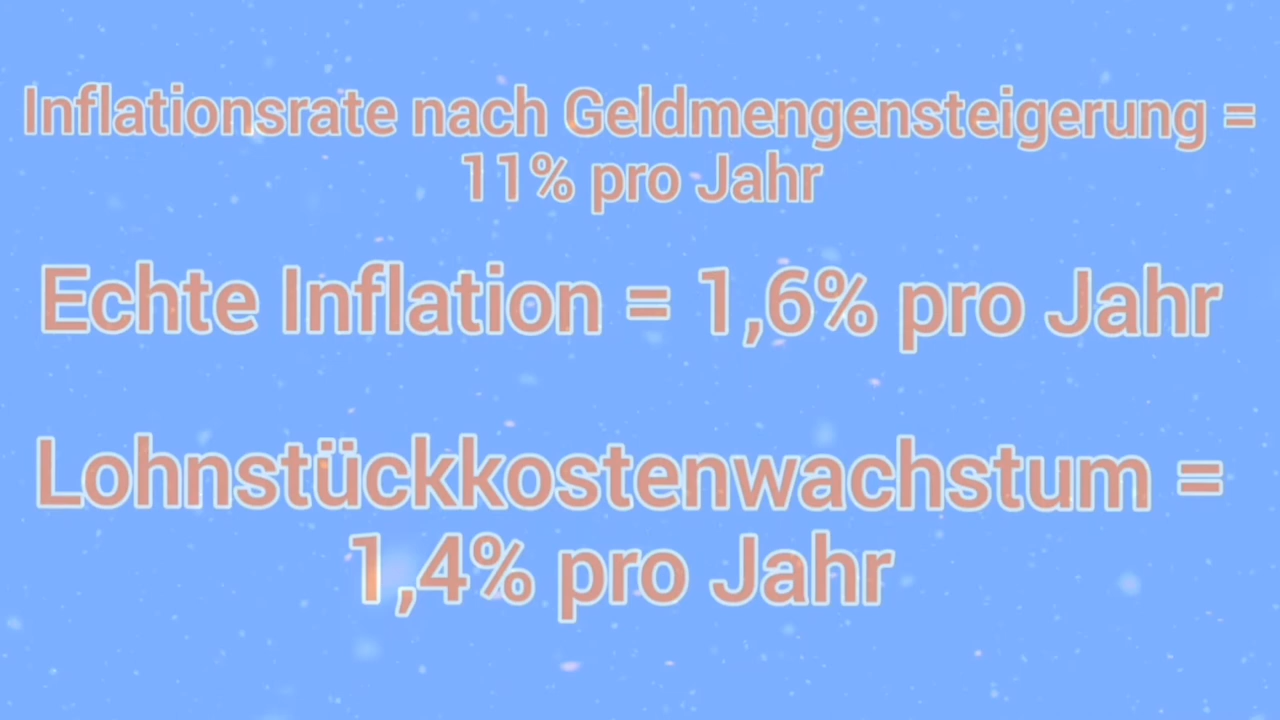 Inflationsrate nach Geldmengensteigerung =
11% pro Jahr
Echte Inflation = 1,6% pro Jahr
Lohnstückkostenwachstum =
1,4% pro Jahr